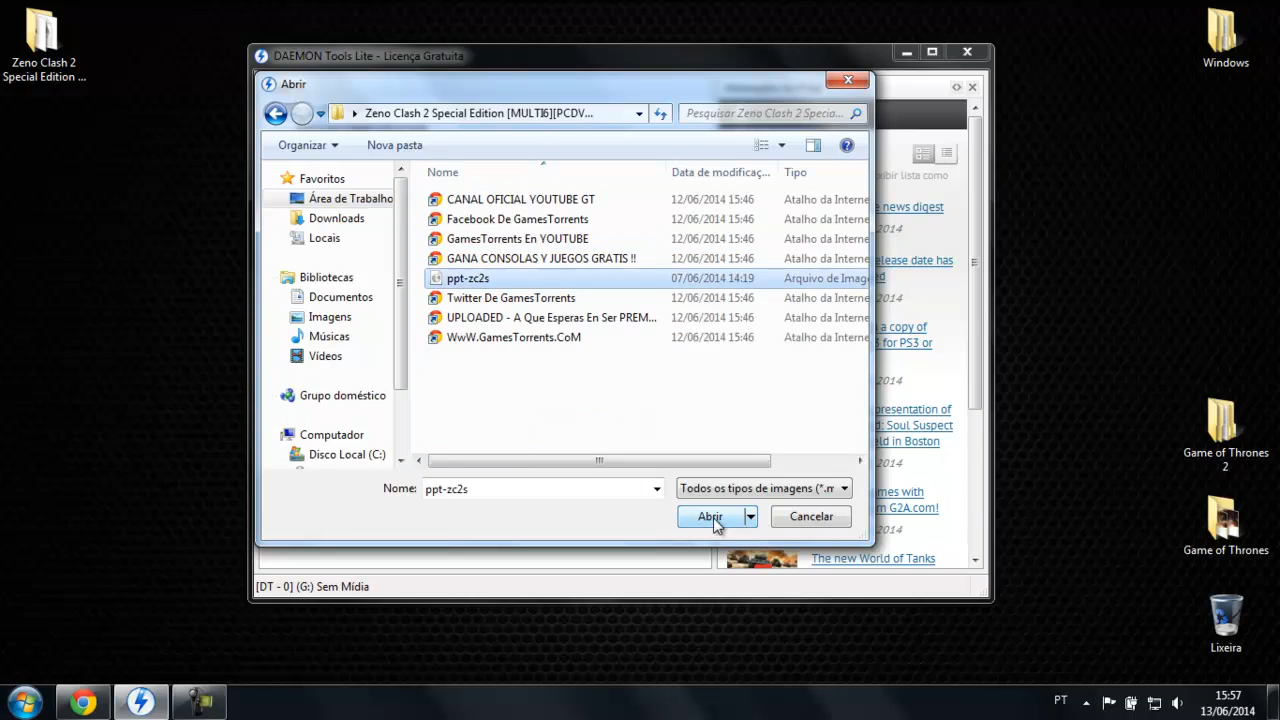 Zeno Clash 2
Special Edition ...
DAEMON Tools Lite - Licença Gratuita
Windows
Abrir
Zeno Clash 2 Special Edition [MULTI6][PCDV...
Pesquisar Zeno Clash 2 Specia...
Organizar
Nova pasta
Nome
Data de modificaç...
Tipo
Favoritos
Área de Trabalho
Downloads
Locais
Bibliotecas
Documentos
Imagens
Músicas
Vídeos
Grupo doméstico
Computador
Disco Local (C:)
CANAL OFICIAL YOUTUBE GT 12/06/2014 15:46 Atalho da Interne
Facebook De GamesTorrents 12/06/2014 15:46 Atalho da Interne
GamesTorrents En YOUTUBE 12/06/2014 15:46 Atalho da Interne
GANA CONSOLAS Y JUEGOS GRATIS !! 12/06/2014 15:46 Atalho da Interne
ppt-zc2s 07/06/2014 14:19 Arquivo de Image
Twitter De GamesTorrents 12/06/2014 15:46 Atalho da Interne
UPLOADED - A Que Esperas En Ser PREM... 12/06/2014 15:46 Atalho da Interne
WwW.GamesTorrents.CoM 12/06/2014 15:46 Atalho da Interne
Nome: ppt-zc2s
Todos os tipos de imagens (*.m
Abrir
Cancelar
ibir lista como
e news digest
2014
lease date has
d
2014
n a copy of
3 for PS3 or
2014
presentation of
d: Soul Suspect
eld in Boston
2014
mes with
G2A.com!
2014
The new World of Tanks
[DT - 0] (G:) Sem Mídia
Game of Thrones
2
Game of Thrones
Lixeira
PT
15:57
13/06/2014